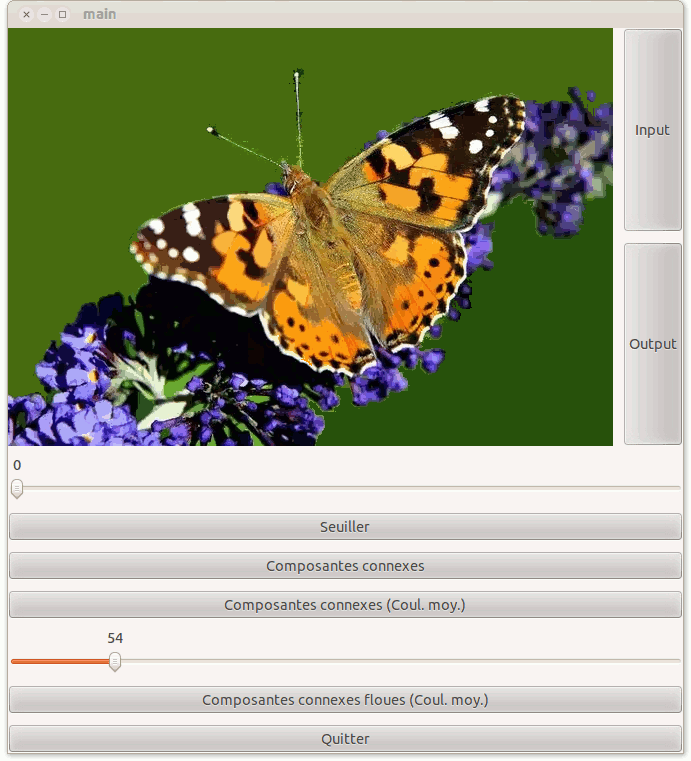 main
Input
Output
0
Seuiller
Composantes connexes
Composantes connexes (Coul. moy.)
54
Composantes connexes floues (Coul. moy.)
Quitter